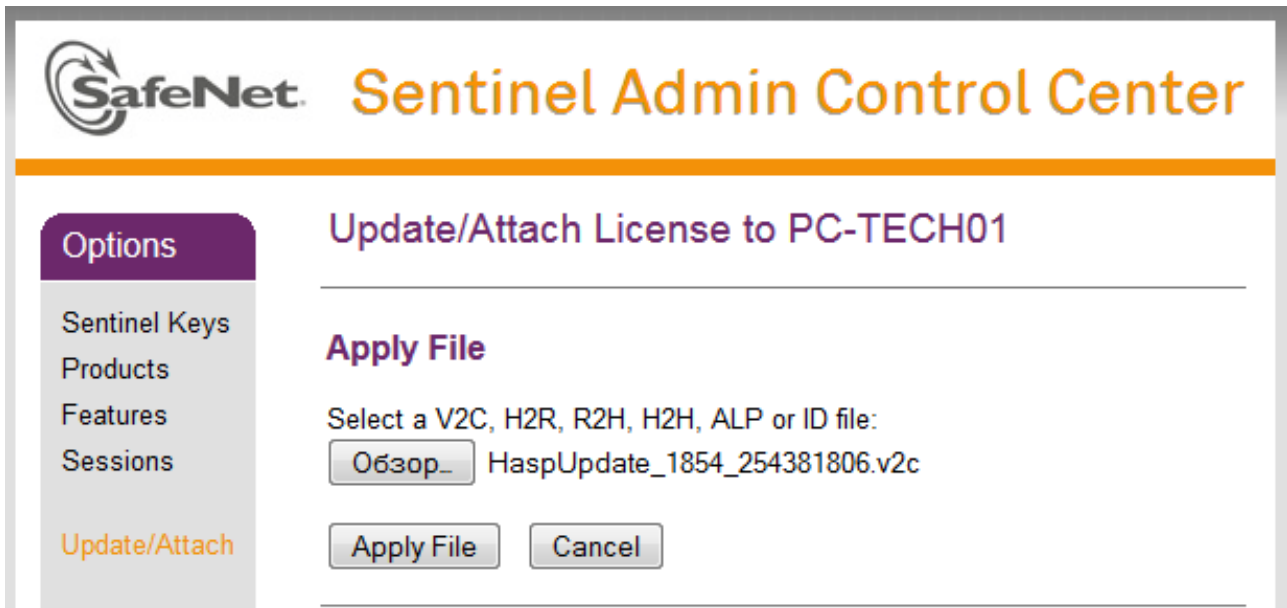 SafeNet. Sentinel Admin Control Center
Options
Sentinel Keys
Products
Features
Sessions
Update/Attach
Update/Attach License to PC-TECH01
Apply File
Select a V2C, H2R, R2H, H2H, ALP or ID file:
Обзор… HaspUpdate_1854_254381806.v2c
Apply File Cancel